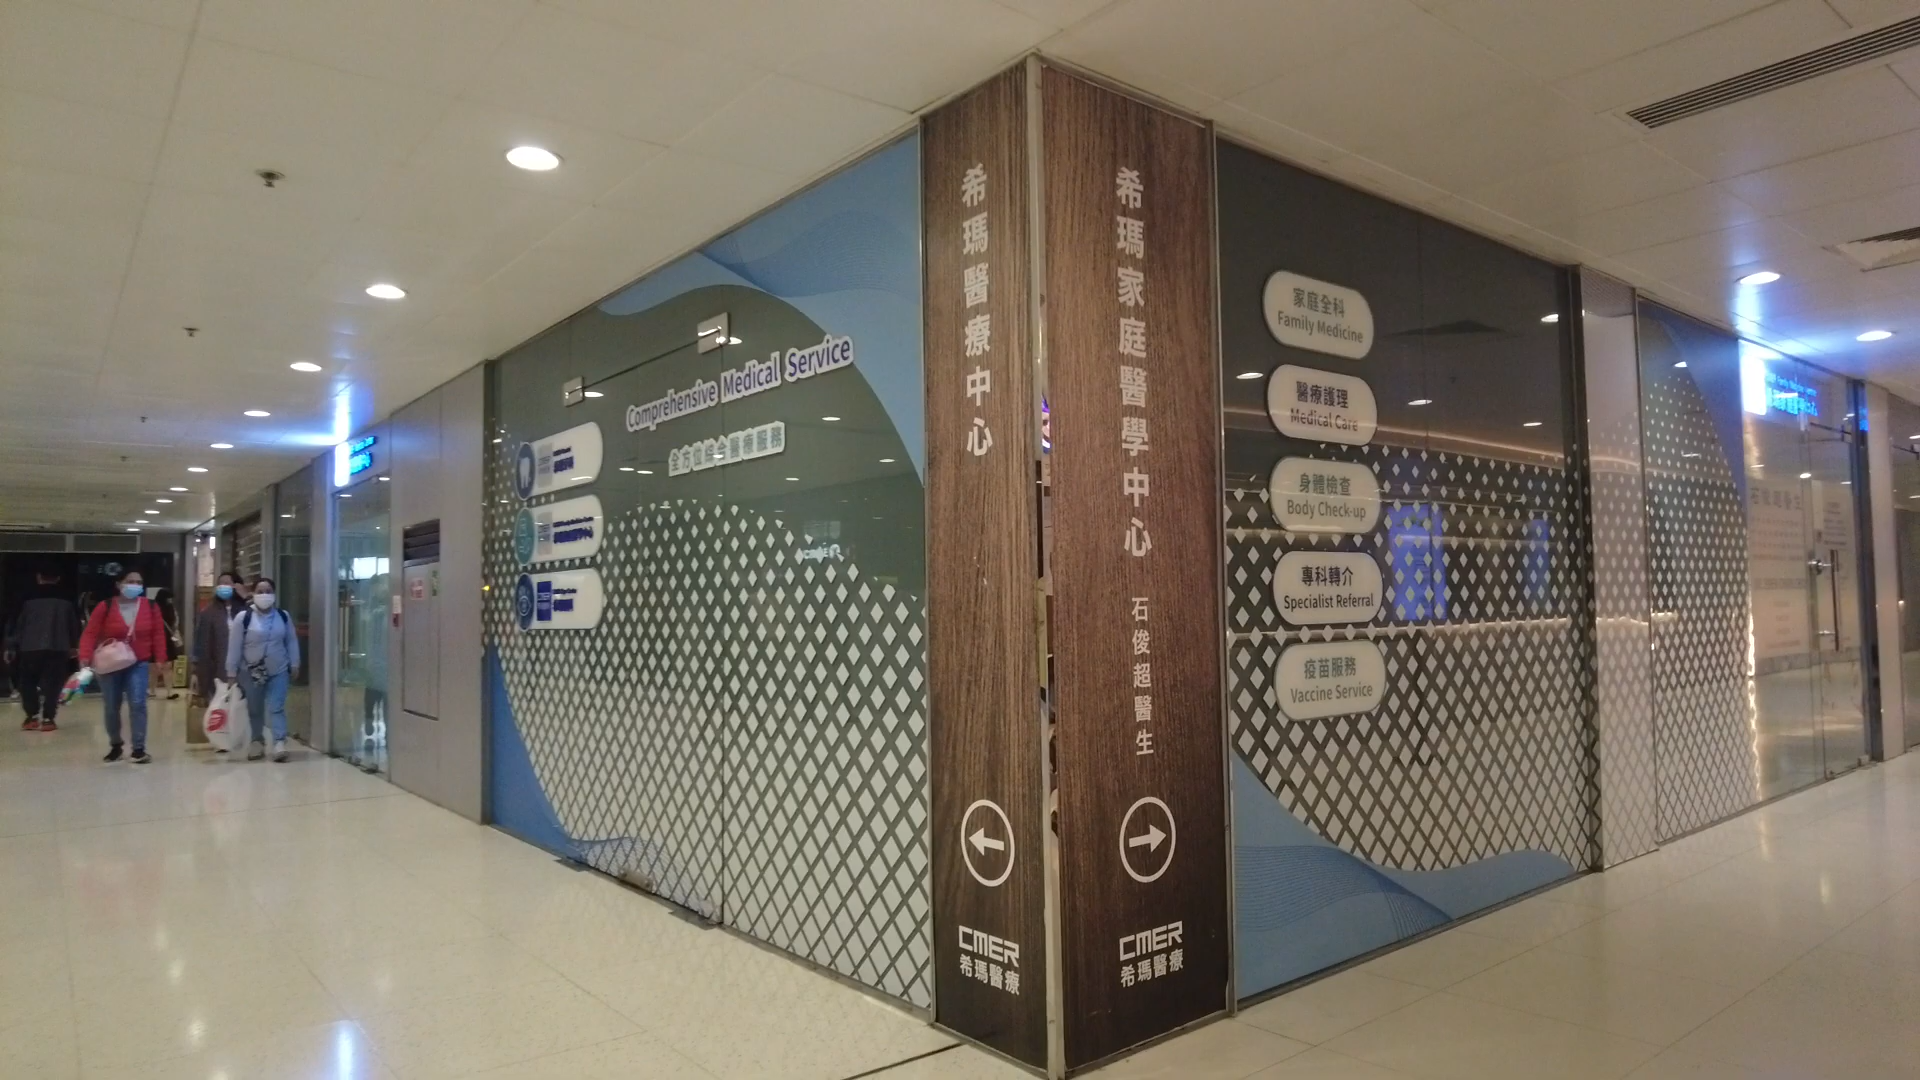 Comprehensive Medical Service
全方位綜合醫療服務
希瑪醫療中心
CMER
希瑪醫療
希瑪家庭醫學中心 石俊超醫生
CMER
希瑪醫療
家庭全科
Family Medicine
醫療護理
Medical Care
身體檢查
Body Check-up
專科轉介
Specialist Referral
疫苗服務
Vaccine Service